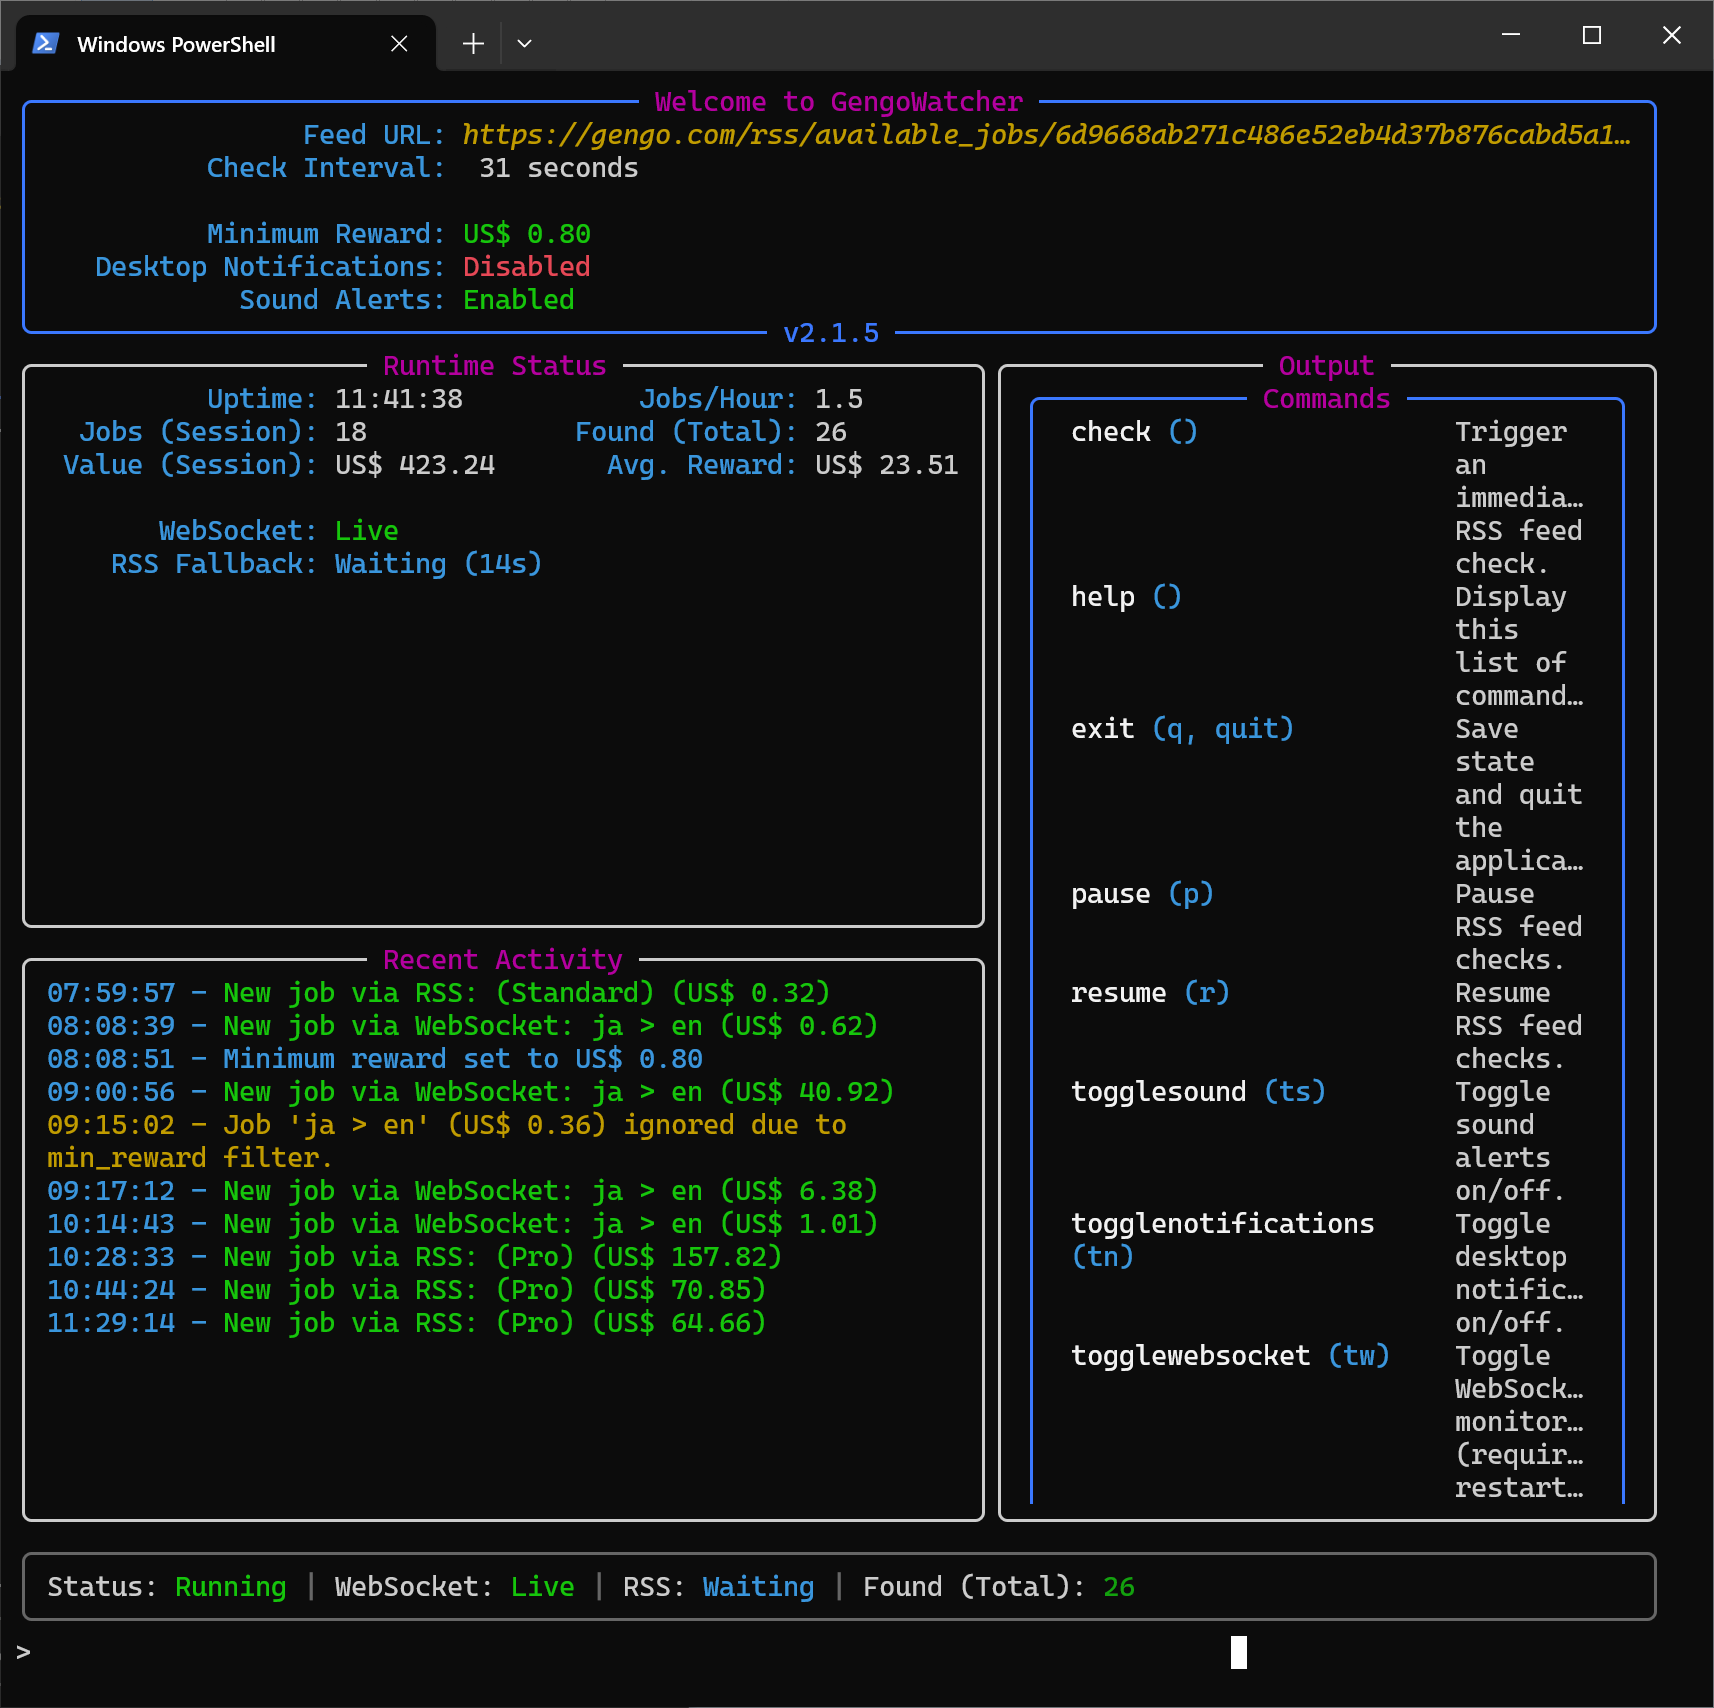 Windows PowerShell
Welcome to GengoWatcher
Feed URL: https://gengo.com/rss/available_jobs/6d9668ab271c486e52eb4d37b876cabd5a1…
Check Interval: 31 seconds
Minimum Reward: US$ 0.80
Desktop Notifications: Disabled
Sound Alerts: Enabled
v2.1.5
Runtime Status
Uptime: 11:41:38 Jobs/Hour: 1.5
Jobs (Session): 18 Found (Total): 26
Value (Session): US$ 423.24 Avg. Reward: US$ 23.51
WebSocket: Live
RSS Fallback: Waiting (14s)
Recent Activity
07:59:57 - New job via RSS: (Standard) (US$ 0.32)
08:08:39 - New job via WebSocket: ja > en (US$ 0.62)
08:08:51 - Minimum reward set to US$ 0.80
09:00:56 - New job via WebSocket: ja > en (US$ 40.92)
09:15:02 - Job 'ja > en' (US$ 0.36) ignored due to
min_reward filter.
09:17:12 - New job via WebSocket: ja > en (US$ 6.38)
10:14:43 - New job via WebSocket: ja > en (US$ 1.01)
10:28:33 - New job via RSS: (Pro) (US$ 157.82)
10:44:24 - New job via RSS: (Pro) (US$ 70.85)
11:29:14 - New job via RSS: (Pro) (US$ 64.66)
Output
Commands
check () Trigger
an
immedia…
RSS feed
check.
help () Display
this
list of
command…
exit (q, quit) Save
state
and quit
the
applica…
pause (p) Pause
RSS feed
checks.
resume (r) Resume
RSS feed
checks.
togglesound (ts) Toggle
sound
alerts
on/off.
togglenotifications Toggle
(tn) desktop
notific…
on/off.
togglewebsocket (tw) Toggle
WebSock…
monitor…
(requir…
restart…
Status: Running | WebSocket: Live | RSS: Waiting | Found (Total): 26
>